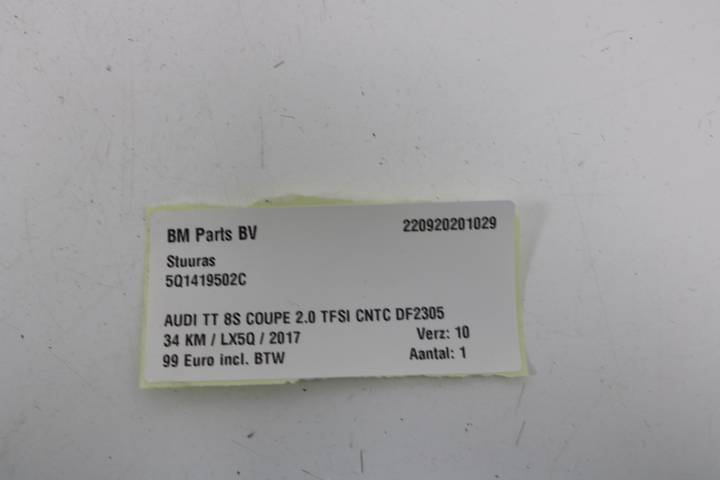 BM Parts BV 220920201029
Stuuras
5Q1419502C
AUDI TT 8S COUPE 2.0 TFSI CNTC DF2305
34 KM / LX5Q / 2017 Verz: 10
99 Euro incl. BTW Aantal: 1